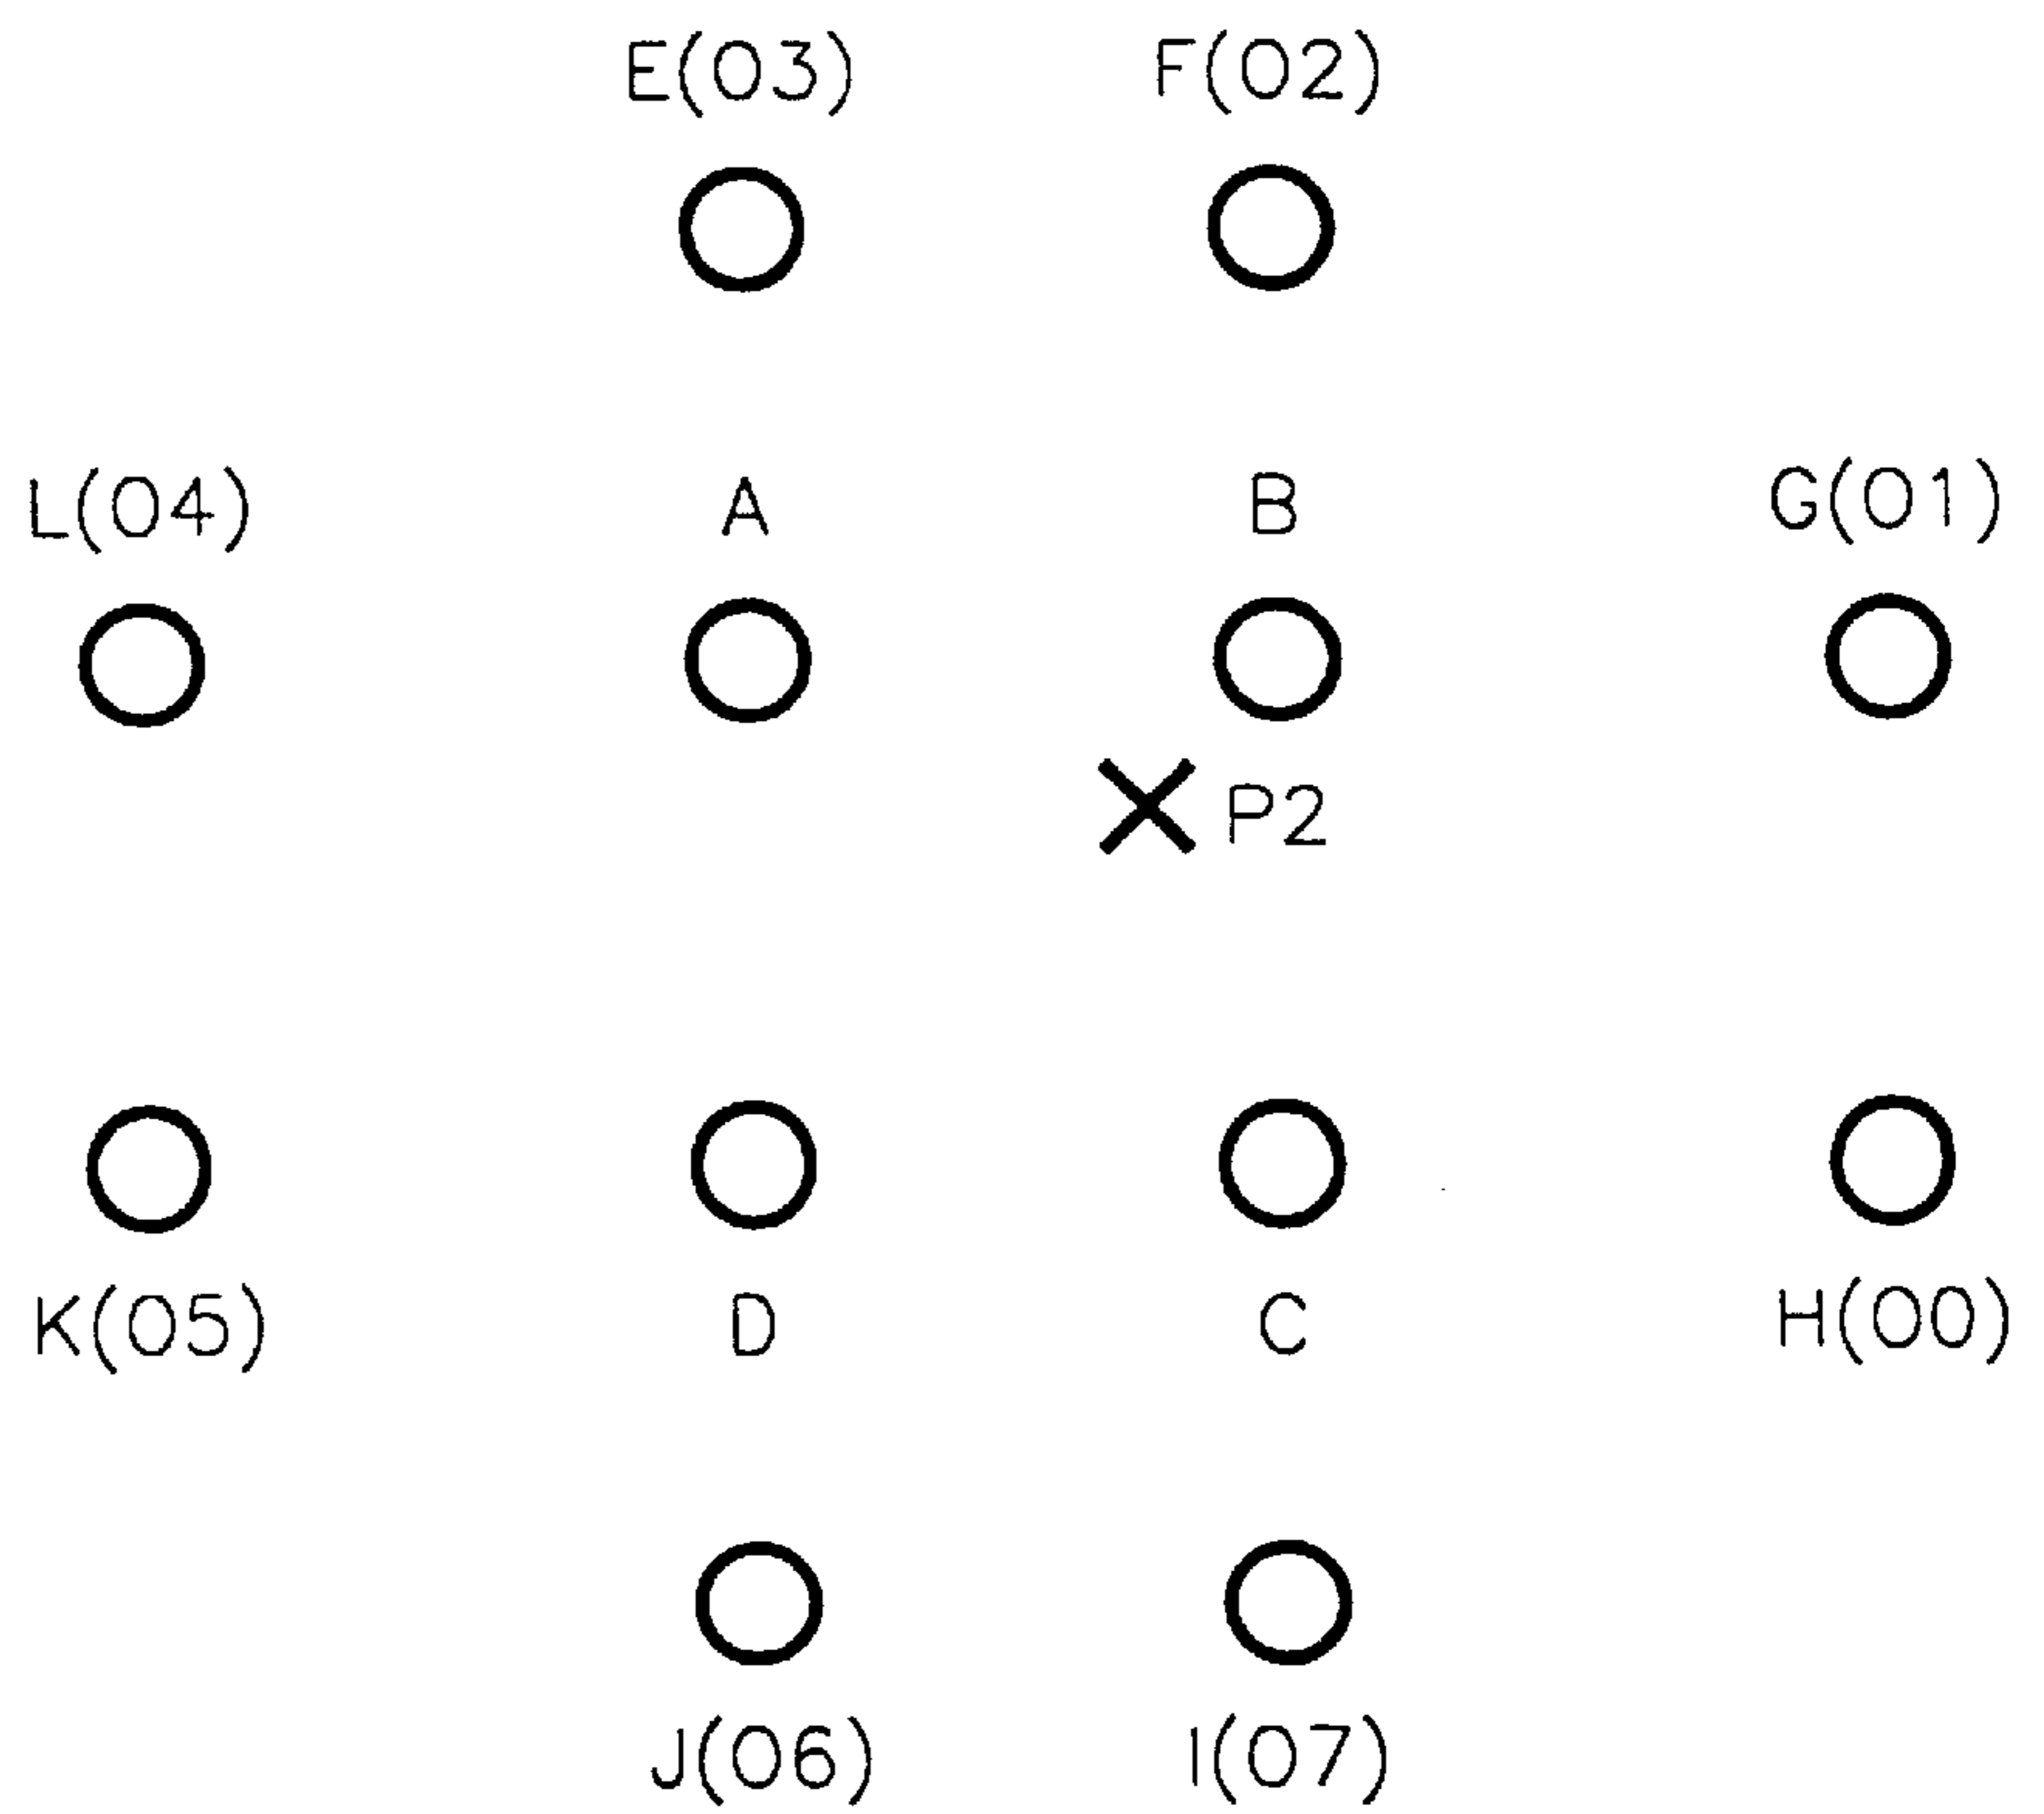 E(03) F(02)
L(04) A B G(01)
P2
K(05) D C H(00)
J(06) I(07)